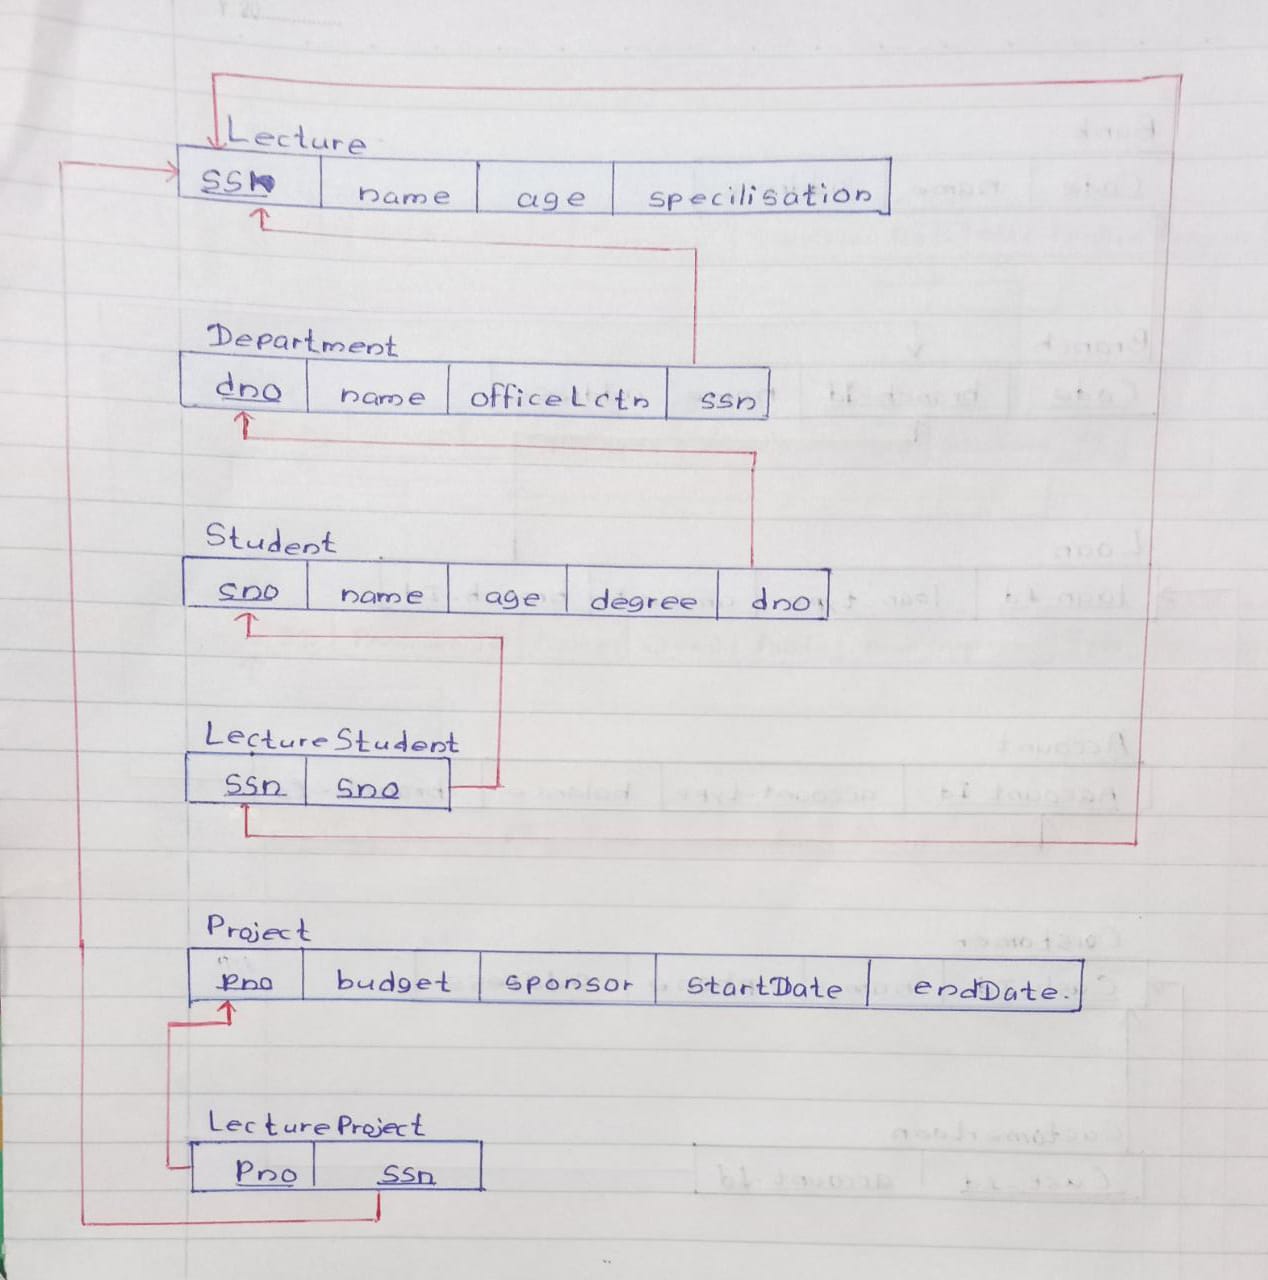 Lecture
SSN name age specilisation
Department
dno name officeLctn ssn
Student
sno name age degree dno
LectureStudent
ssn sno
Project
pno budget sponsor startDate endDate.
LectureProject
Pno ssn